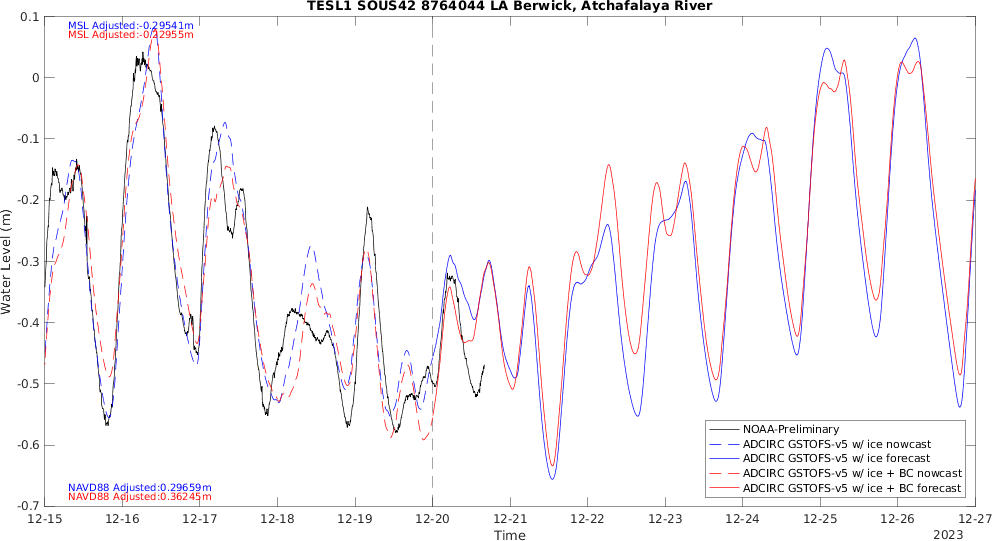 TESL1 SOUS42 8764044 LA Berwick, Atchafalaya River
MSL Adjusted:-0.29541m
MSL Adjusted:-0.22955m
0.1
0
-0.1
-0.2
-0.3
-0.4
-0.5
-0.6
-0.7
Water Level (m)
NOAA-Preliminary
ADCIRC GSTOFS-v5 w/ ice nowcast
ADCIRC GSTOFS-v5 w/ ice forecast
ADCIRC GSTOFS-v5 w/ ice + BC nowcast
ADCIRC GSTOFS-v5 w/ ice + BC forecast
NAVD88 Adjusted:0.29659m
NAVD88 Adjusted:0.36245m
12-15 12-16 12-17 12-18 12-19 12-20 12-21 12-22 12-23 12-24 12-25 12-26 12-27
Time
2023